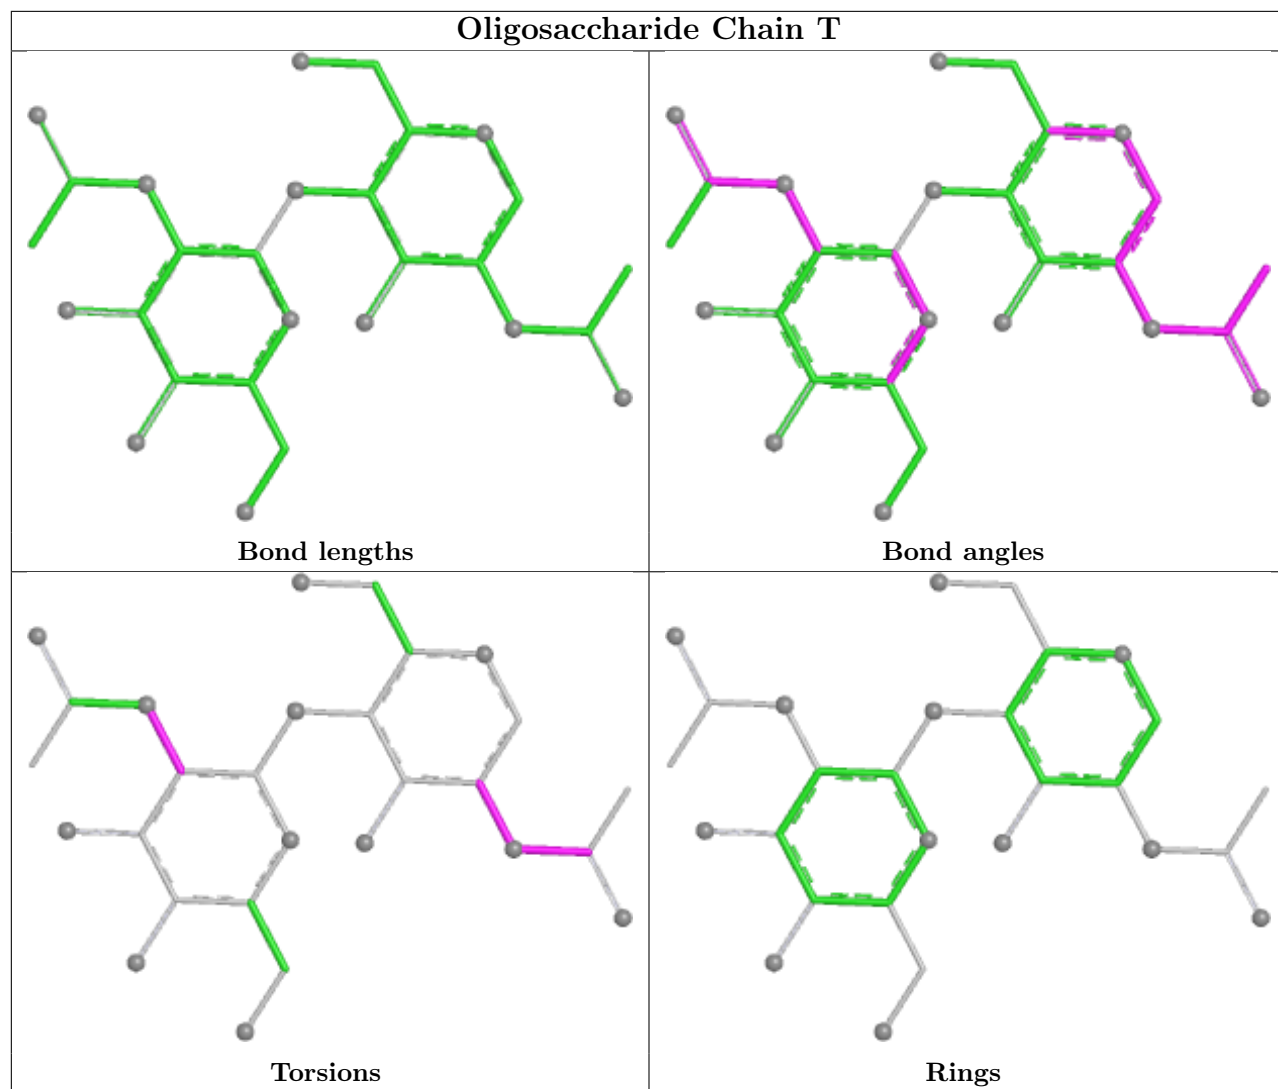 Oligosaccharide Chain T
Bond lengths
Bond angles
Torsions
Rings